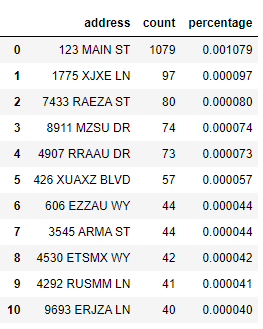 address count percentage
0 123 MAIN ST 1079 0.001079
1 1775 XJXE LN 97 0.000097
2 7433 RAEZA ST 80 0.000080
3 8911 MZSU DR 74 0.000074
4 4907 RRAAU DR 73 0.000073
5 426 XUAXZ BLVD 57 0.000057
6 606 EZZAU WY 44 0.000044
7 3545 ARMA ST 44 0.000044
8 4530 ETSMX WY 42 0.000042
9 4292 RUSMM LN 41 0.000041
10 9693 ERJZA LN 40 0.000040